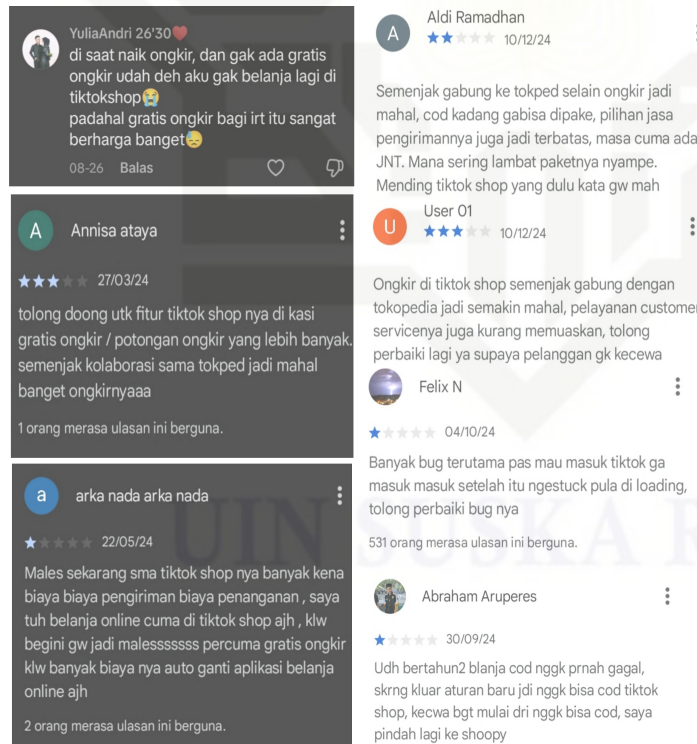 YuliaAndri 26'30❤️
di saat naik ongkir, dan gak ada gratis
ongkir udah deh aku gak belanja lagi di
tiktokshop😭
padahal gratis ongkir bagi irt itu sangat
berharga banget😓
08-26 Balas
A
Annisa ataya
27/03/24
tolong doong utk fitur tiktok shop nya di kasi
gratis ongkir / potongan ongkir yang lebih banyak.
semenjak kolaborasi sama tokped jadi mahal
banget ongkirnyaaa
1 orang merasa ulasan ini berguna.
a
arka nada arka nada
22/05/24
Males sekarang sma tiktok shop nya banyak kena
biaya biaya pengiriman biaya penanganan , saya
tuh belanja online cuma di tiktok shop ajh , klw
begini gw jadi malesssssss percuma gratis ongkir
klw banyak biaya nya auto ganti aplikasi belanja
online ajh
2 orang merasa ulasan ini berguna.
A
Aldi Ramadhan
10/12/24
Semenjak gabung ke tokped selain ongkir jadi
mahal, cod kadang gabisa dipake, pilihan jasa
pengirimannya juga jadi terbatas, masa cuma ada
JNT. Mana sering lambat paketnya nyampe.
Mending tiktok shop yang dulu kata gw mah
U
User 01
10/12/24
Ongkir di tiktok shop semenjak gabung dengan
tokopedia jadi semakin mahal, pelayanan customer
servicenya juga kurang memuaskan, tolong
perbaiki lagi ya supaya pelanggan gk kecewa
Felix N
04/10/24
Banyak bug terutama pas mau masuk tiktok ga
masuk masuk setelah itu ngestuck pula di loading,
tolong perbaiki bug nya
531 orang merasa ulasan ini berguna.
Abraham Aruperes
30/09/24
Udh bertahun2 blanja cod nggk prnah gagal,
skrng kluar aturan baru jdi nggk bisa cod tiktok
shop, kecwa bgt mulai dri nggk bisa cod, saya
pindah lagi ke shoopy
UIN SUSKA R